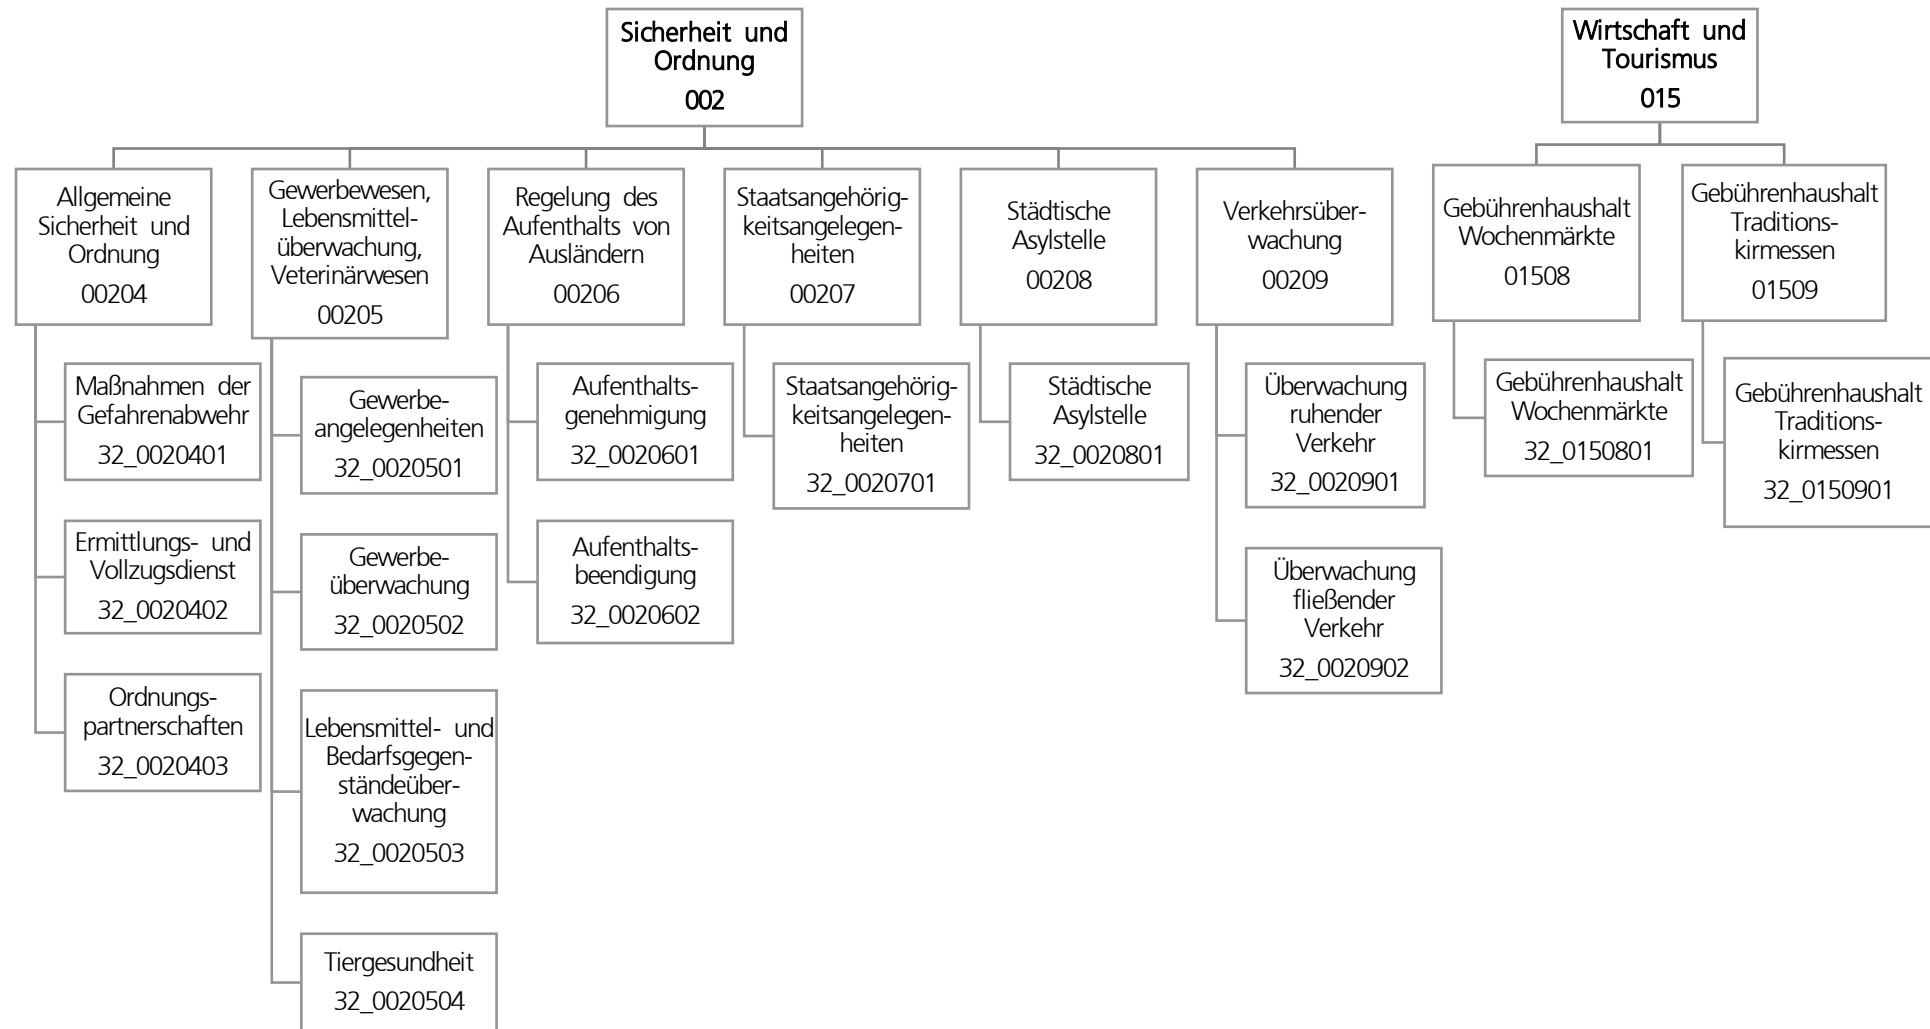 Sicherheit und
Ordnung
002
Wirtschaft und
Tourismus
015
Allgemeine
Sicherheit und
Ordnung
00204
Gewerbewesen,
Lebensmittel-
überwachung,
Veterinärwesen
00205
Regelung des
Aufenthalts von
Ausländern
00206
Staatsangehörig-
keitsangelegen-
heiten
00207
Städtische
Asylstelle
00208
Verkehrsüber-
wachung
00209
Gebührenhaushalt
Wochenmärkte
01508
Gebührenhaushalt
Traditions-
kirmessen
01509
Maßnahmen der
Gefahrenabwehr
32_0020401
Ermittlungs- und
Vollzugsdienst
32_0020402
Ordnungs-
partnerschaften
32_0020403
Gewerbe-
angelegenheiten
32_0020501
Gewerbe-
überwachung
32_0020502
Lebensmittel- und
Bedarfsgegen-
ständeüber-
wachung
32_0020503
Tiergesundheit
32_0020504
Aufenthalts-
genehmigung
32_0020601
Aufenthalts-
beendigung
32_0020602
Staatsangehörig-
keitsangelegen-
heiten
32_0020701
Städtische
Asylstelle
32_0020801
Überwachung
ruhender
Verkehr
32_0020901
Überwachung
fließender
Verkehr
32_0020902
Gebührenhaushalt
Wochenmärkte
32_0150801
Gebührenhaushalt
Traditions-
kirmessen
32_0150901